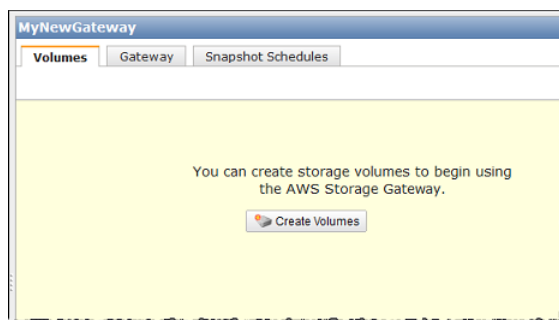 MyNewGateway
Volumes Gateway Snapshot Schedules
You can create storage volumes to begin using
the AWS Storage Gateway.
Create Volumes